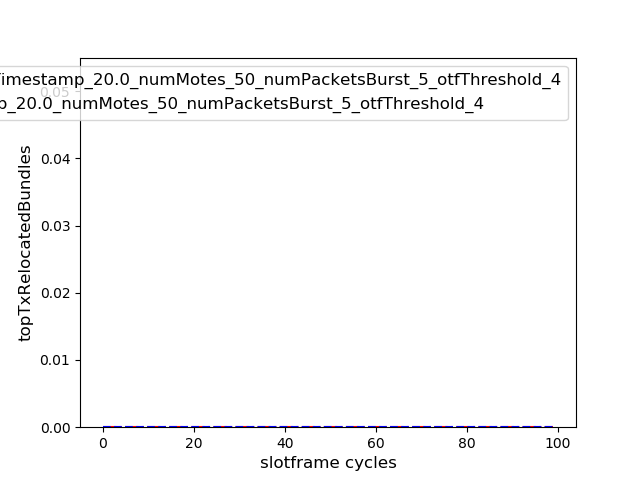 imestamp_20.0_numMotes_50_numPacketsBurst_5_otfThreshold_4
p_20.0_numMotes_50_numPacketsBurst_5_otfThreshold_4
0.05
0.04
0.03
0.02
0.01
0.00
topTxRelocatedBundles
0 20 40 60 80 100
slotframe cycles